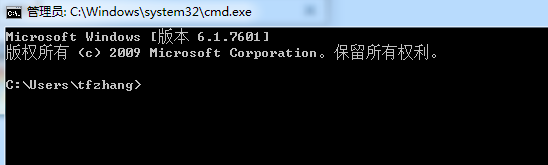 管理员: C:\Windows\system32\cmd.exe
Microsoft Windows [版本 6.1.7601]
版权所有 (c) 2009 Microsoft Corporation。保留所有权利。
C:\Users\tfzhang>